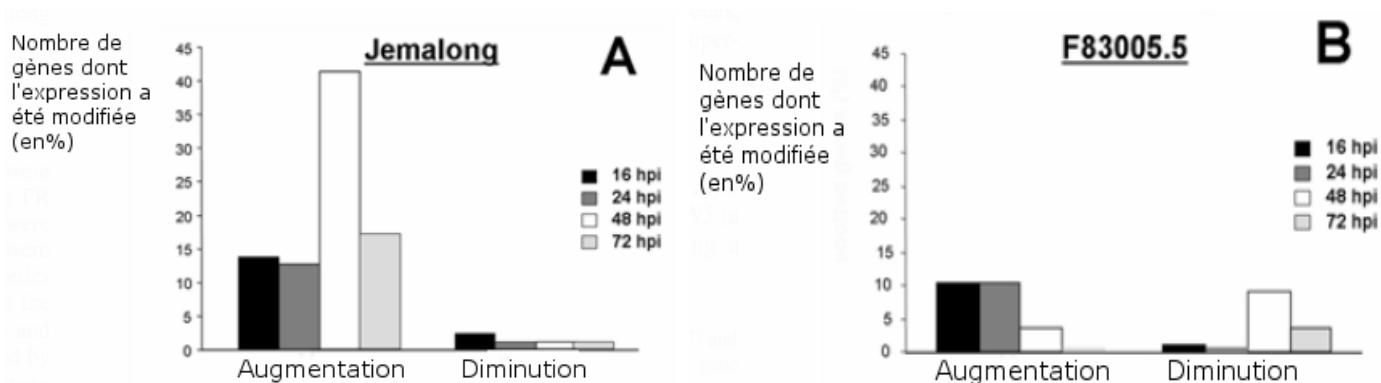 Nombre de
gènes dont
l'expression a
été modifiée
(en%)
Jemalong
A
45
40
35
30
25
20
15
10
5
0
16 hpi
24 hpi
48 hpi
72 hpi
Augmentation
Diminution
Nombre de
gènes dont
l'expression a
été modifiée
(en%)
F83005.5
B
45
40
35
30
25
20
15
10
5
0
16 hpi
24 hpi
48 hpi
72 hpi
Augmentation
Diminution